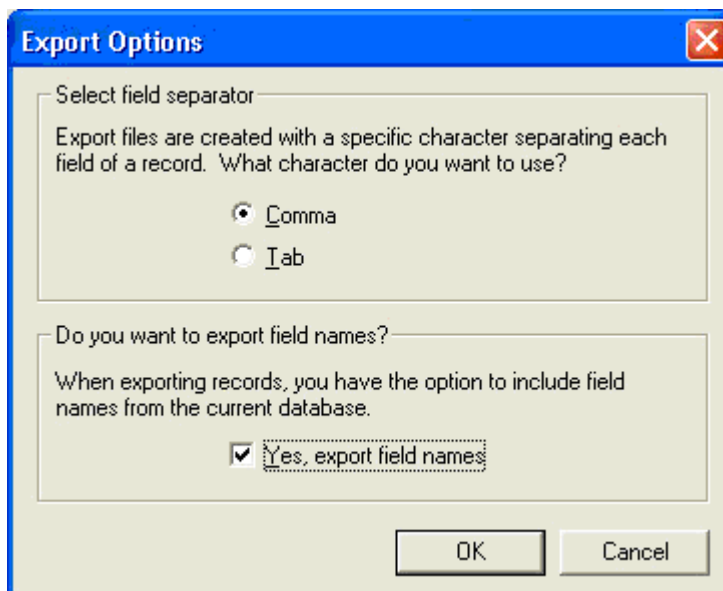 Export Options
Select field separator
Export files are created with a specific character separating each
field of a record. What character do you want to use?
Comma
Tab
Do you want to export field names?
When exporting records, you have the option to include field
names from the current database.
Yes, export field names
OK
Cancel